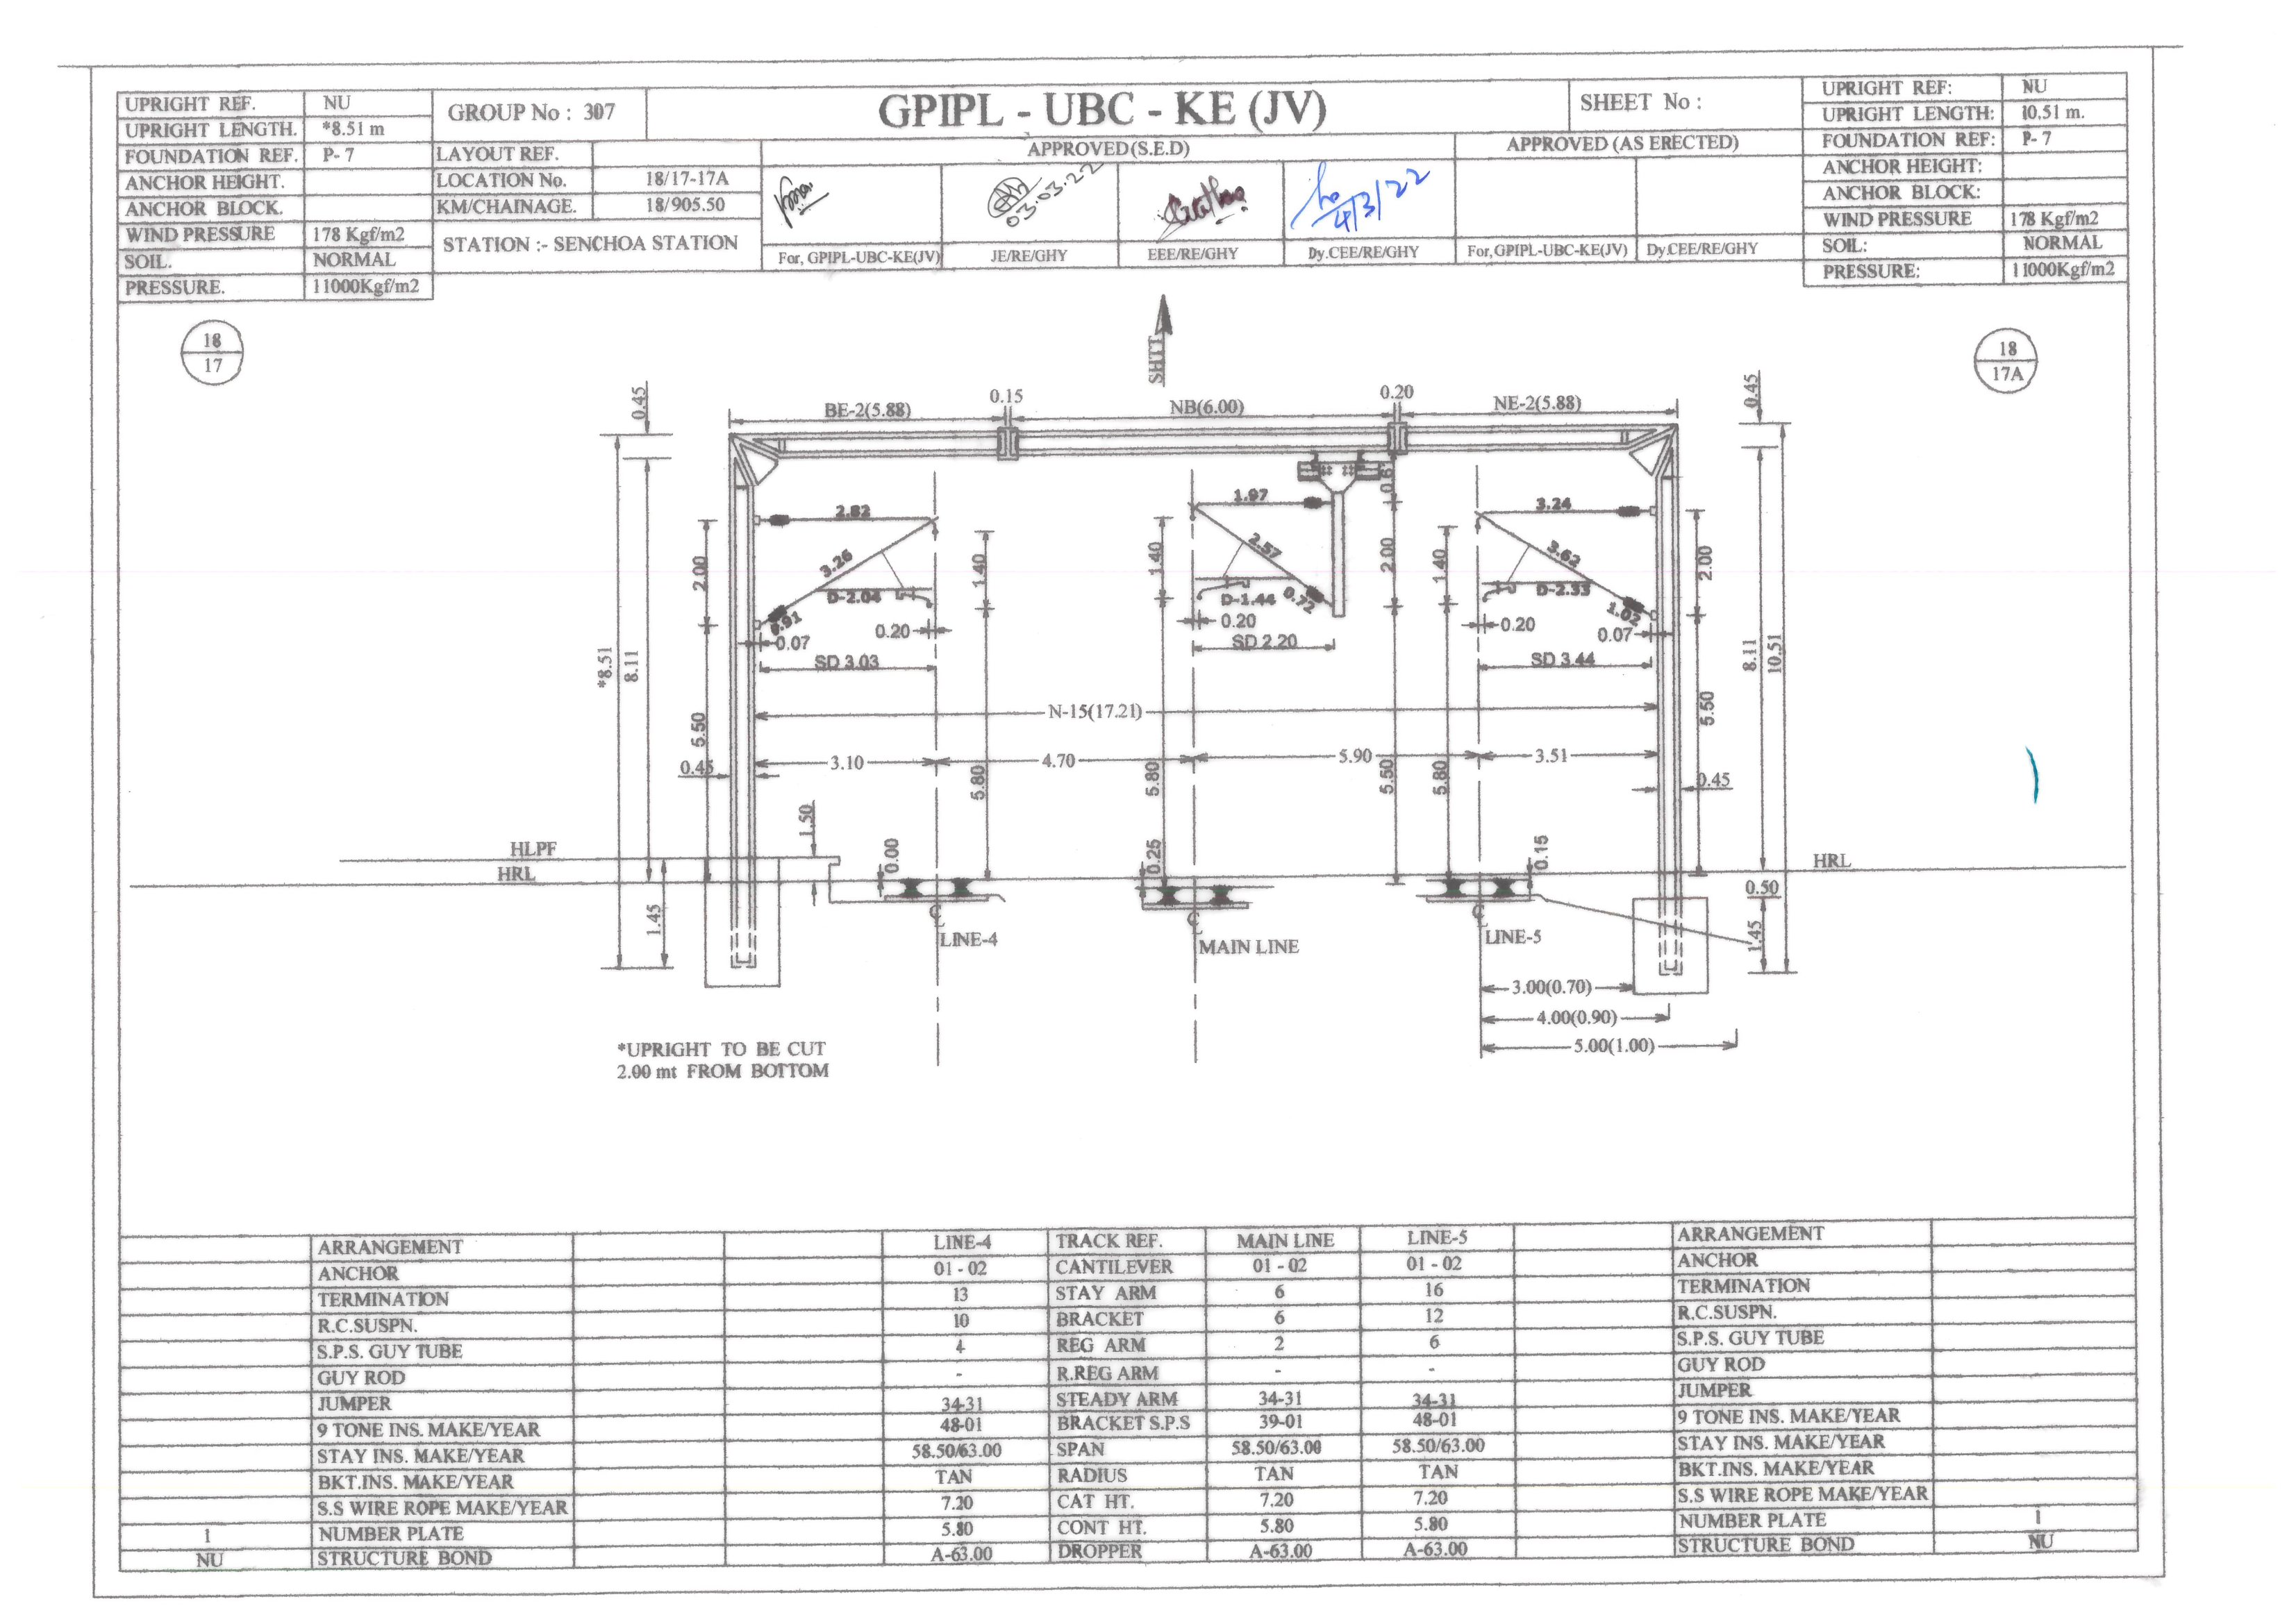 UPRIGHT REF. NU
UPRIGHT LENGTH. *8.51 m
FOUNDATION REF. P- 7
ANCHOR HEIGHT.
ANCHOR BLOCK.
WIND PRESSURE 178 Kgf/m2
SOIL. NORMAL
PRESSURE. 11000Kgf/m2
GROUP No : 307
LAYOUT REF.
LOCATION No. 18/17-17A
KM/CHAINAGE. 18/905.50
STATION :- SENCHOA STATION
GPIPL - UBC - KE (JV)
SHEET No :
APPROVED(S.E.D)
APPROVED (AS ERECTED)
03.03.22
4/3/22
For, GPIPL-UBC-KE(JV)
JE/RE/GHY
EEE/RE/GHY
Dy.CEE/RE/GHY
For,GPIPL-UBC-KE(JV)
Dy.CEE/RE/GHY
UPRIGHT REF: NU
UPRIGHT LENGTH: 10.51 m.
FOUNDATION REF: P- 7
ANCHOR HEIGHT:
ANCHOR BLOCK:
WIND PRESSURE 178 Kgf/m2
SOIL: NORMAL
PRESSURE: 11000Kgf/m2
18
17
SHTT
18
17A
0.45
BE-2(5.88)
0.15
NB(6.00)
0.20
NE-2(5.88)
0.45
2.82
1.97
3.24
2.00
3.26
1.40
1.40
2.57
2.00
1.40
3.62
2.00
D-2.04
D-1.44
0.72
D-2.33
1.02
0.91
0.07
0.20
0.20
0.20
0.07
SD 3.03
SD 2.20
SD 3.44
*8.51
8.11
8.11
10.51
N-15(17.21)
5.50
5.50
3.10
4.70
5.90
3.51
0.45
5.80
5.80
5.50
5.80
0.45
1.50
HLPF
HRL
0.00
0.25
0.15
HRL
0.50
1.45
1.45
C
L
LINE-4
C
L
MAIN LINE
C
L
LINE-5
3.00(0.70)
4.00(0.90)
5.00(1.00)
*UPRIGHT TO BE CUT
2.00 mt FROM BOTTOM
ARRANGEMENT LINE-4 TRACK REF. MAIN LINE LINE-5 ARRANGEMENT
ANCHOR 01 - 02 CANTILEVER 01 - 02 01 - 02 ANCHOR
TERMINATION 13 STAY ARM 6 16 TERMINATION
R.C.SUSPN. 10 BRACKET 6 12 R.C.SUSPN.
S.P.S. GUY TUBE 4 REG ARM 2 6 S.P.S. GUY TUBE
GUY ROD - R.REG ARM - - GUY ROD
JUMPER 34-31 STEADY ARM 34-31 34-31 JUMPER
9 TONE INS. MAKE/YEAR 48-01 BRACKET S.P.S 39-01 48-01 9 TONE INS. MAKE/YEAR
STAY INS. MAKE/YEAR 58.50/63.00 SPAN 58.50/63.00 58.50/63.00 STAY INS. MAKE/YEAR
BKT.INS. MAKE/YEAR TAN RADIUS TAN TAN BKT.INS. MAKE/YEAR
S.S WIRE ROPE MAKE/YEAR 7.20 CAT HT. 7.20 7.20 S.S WIRE ROPE MAKE/YEAR
1 NUMBER PLATE 5.80 CONT HT. 5.80 5.80 NUMBER PLATE 1
NU STRUCTURE BOND A-63.00 DROPPER A-63.00 A-63.00 STRUCTURE BOND NU